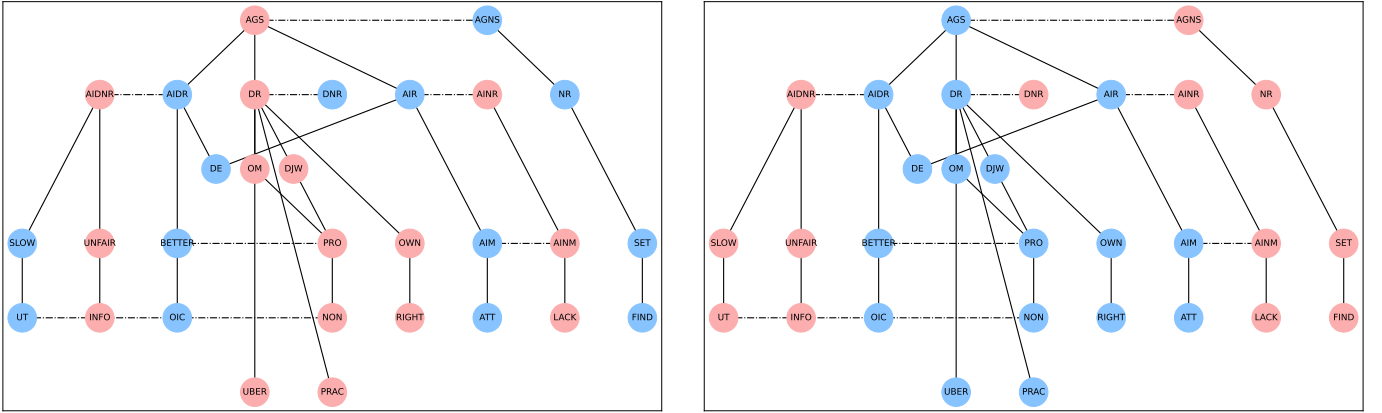 AGS AGNS
AIDNR AIDR DR DNR AIR AINR NR
DE OM DJW
SLOW UNFAIR BETTER PRO OWN AIM AINM SET
UT INFO OIC NON RIGHT ATT LACK FIND
UBER PRAC
AGS AGNS
AIDNR AIDR DR DNR AIR AINR NR
DE OM DJW
SLOW UNFAIR BETTER PRO OWN AIM AINM SET
UT INFO OIC NON RIGHT ATT LACK FIND
UBER PRAC